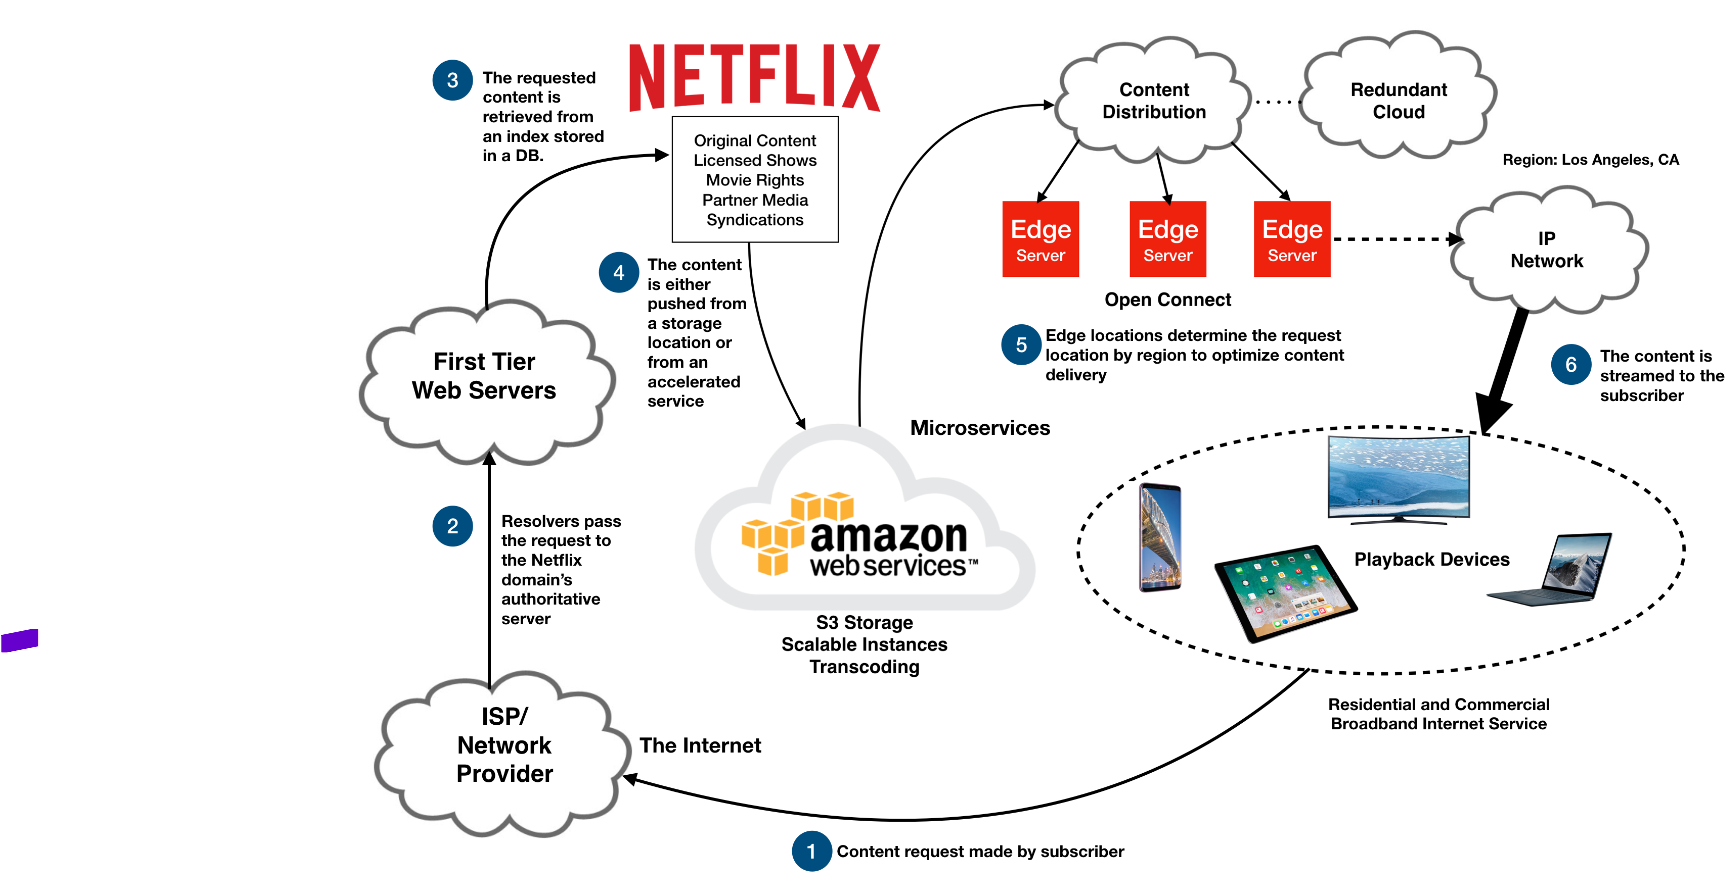 NETFLIX
3
The requested
content is
retrieved from
an index stored
in a DB.
Original Content
Licensed Shows
Movie Rights
Partner Media
Syndications
Content
Distribution
Redundant
Cloud
Region: Los Angeles, CA
Edge
Server
Edge
Server
Edge
Server
IP
Network
Open Connect
4
The content
is either
pushed from
a storage
location or
from an
accelerated
service
5
Edge locations determine the request
location by region to optimize content
delivery
6
The content is
streamed to the
subscriber
First Tier
Web Servers
Microservices
2
Resolvers pass
the request to
the Netflix
domain’s
authoritative
server
amazon
webservices™
S3 Storage
Scalable Instances
Transcoding
Playback Devices
Residential and Commercial
Broadband Internet Service
ISP/
Network
Provider
The Internet
1
Content request made by subscriber